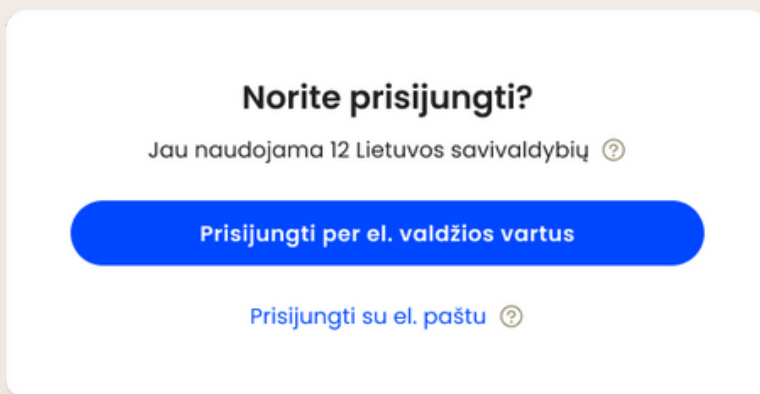 Norite prisijungti?
Jau naudojama 12 Lietuvos savivaldybių ?
Prisijungti per el. valdžios vartus
Prisijungti su el. paštu ?